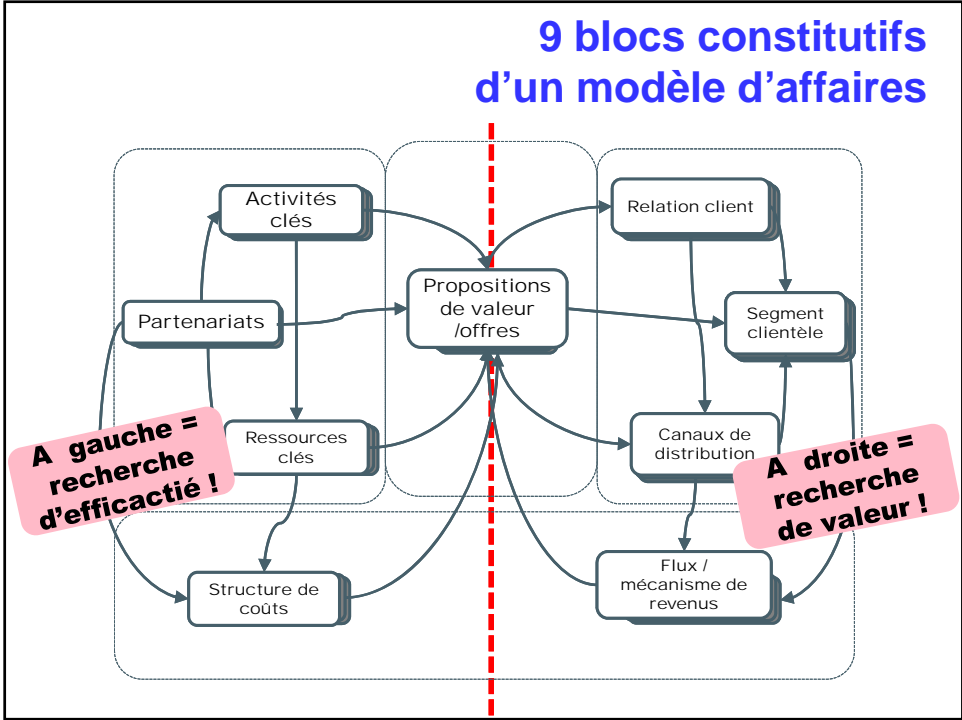 9 blocs constitutifs
d'un modèle d'affaires
Activités
clés
Relation client
Propositions
de valeur
/offres
Partenariats
Segment
clientèle
Ressources
clés
Canaux de
distribution
A gauche =
recherche
d'efficactié !
A droite =
recherche
de valeur !
Structure de
coûts
Flux /
mécanisme de
revenus